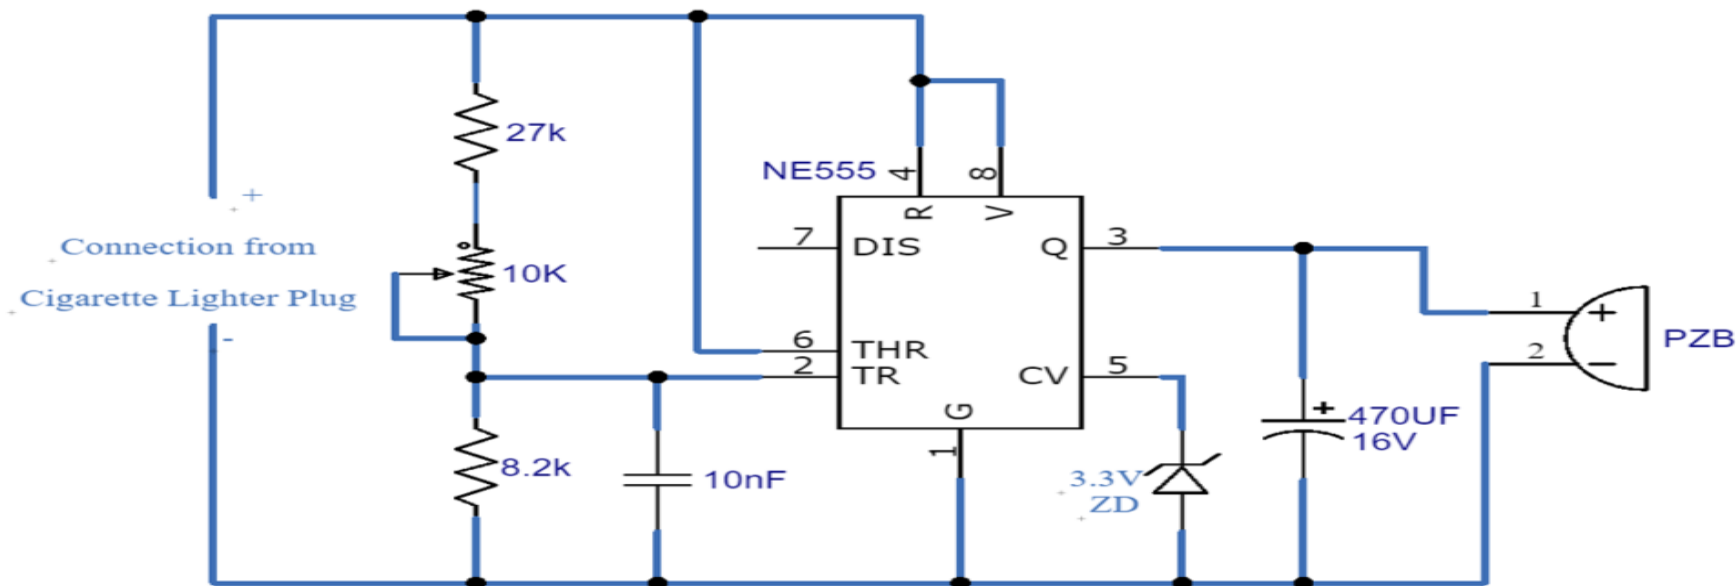 27k
NE555
4
8
R
V
+
Connection from
Cigarette Lighter Plug
-
10K
7
DIS
Q
3
1
+
PZB
2
−
6
THR
2
TR
CV
5
G
1
8.2k
10nF
3.3V
ZD
+
470UF
16V